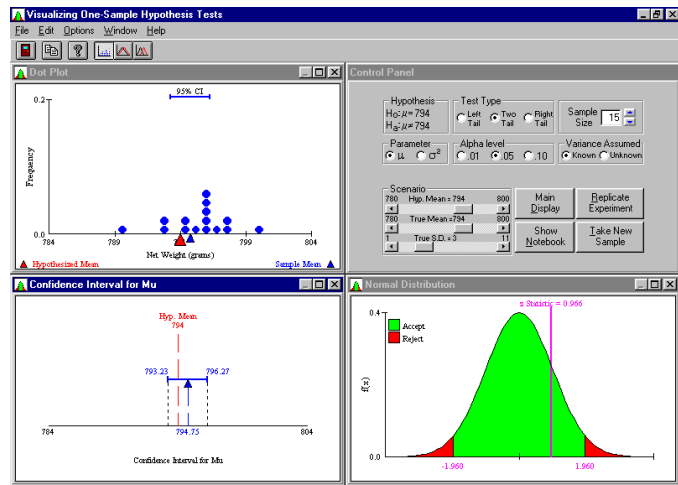 Visualizing One-Sample Hypothesis Tests
File Edit Options Window Help
Dot Plot
95% CI
0.2
Frequency
0.0
784 789 799 804
Net Weight (grams)
Hypothesized Mean Sample Mean
Control Panel
Hypothesis
Ho:μ=794
Ha:μ≠794
Test Type
Left Tail
Two Tail
Right Tail
Sample Size 15
Parameter
μ σ²
Alpha level
.01 .05 .10
Variance Assumed
Known Unknown
Scenario
780 Hyp. Mean=794 800
780 True Mean=794 800
1 True S.D.=3 11
Main Display
Replicate Experiment
Show Notebook
Take New Sample
Confidence Interval for Mu
Hyp. Mean
794
793.23 796.27
784 794.75 804
Confidence Interval for Mu
Normal Distribution
z Statistic = 0.966
0.4
Accept
Reject
f(x)
0.0
-1.960 1.960